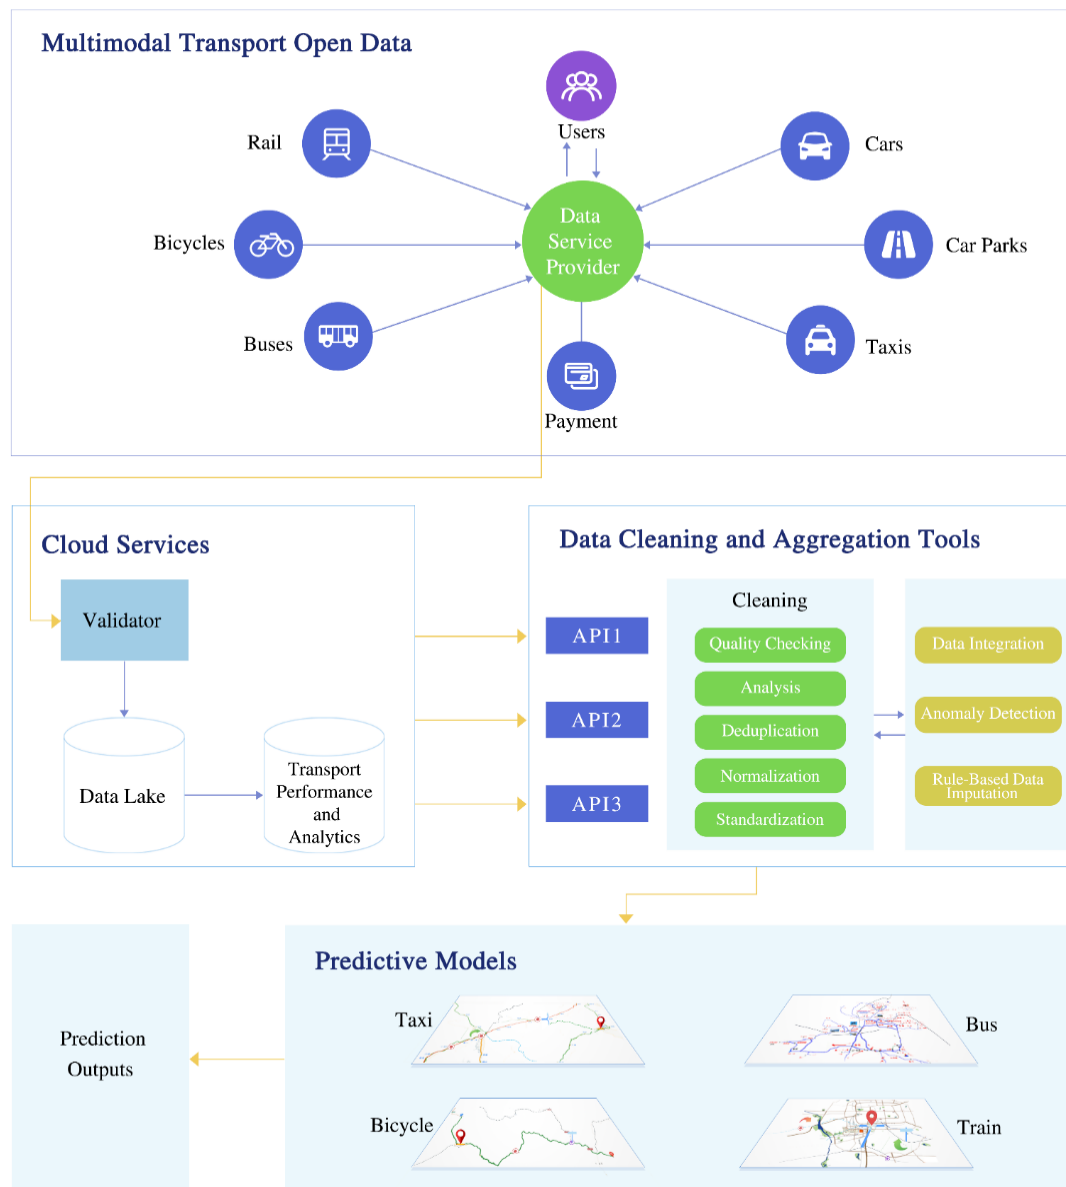 Multimodal Transport Open Data
Users
Rail
Cars
Data
Service
Provider
Bicycles
Car Parks
Buses
Taxis
Payment
Cloud Services
Validator
Data Lake
Transport
Performance
and
Analytics
Data Cleaning and Aggregation Tools
API1
API2
API3
Cleaning
Quality Checking
Analysis
Deduplication
Normalization
Standardization
Data Integration
Anomaly Detection
Rule-Based Data
Imputation
Prediction
Outputs
Predictive Models
Taxi
Bus
Bicycle
Train